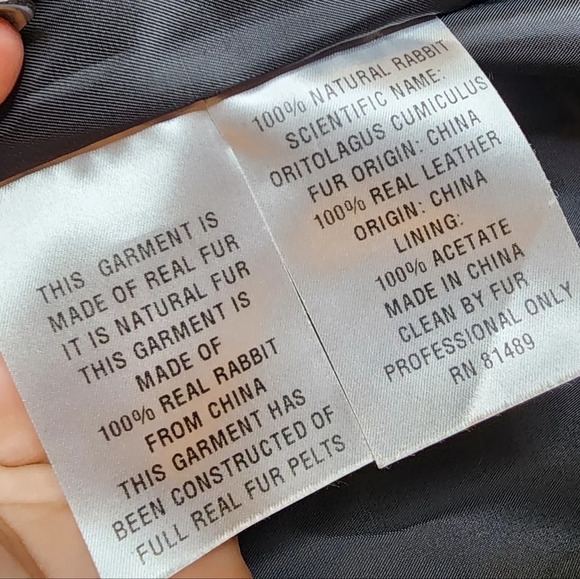 THIS GARMENT IS
MADE OF REAL FUR
IT IS NATURAL FUR
THIS GARMENT IS
MADE OF
100% REAL RABBIT
FROM CHINA
THIS GARMENT HAS
BEEN CONSTRUCTED OF
FULL REAL FUR PELTS
100% NATURAL RABBIT
SCIENTIFIC NAME:
ORITOLAGUS CUMICULUS
FUR ORIGIN: CHINA
100% REAL LEATHER
ORIGIN: CHINA
LINING:
100% ACETATE
MADE IN CHINA
CLEAN BY FUR
PROFESSIONAL ONLY
RN 81489